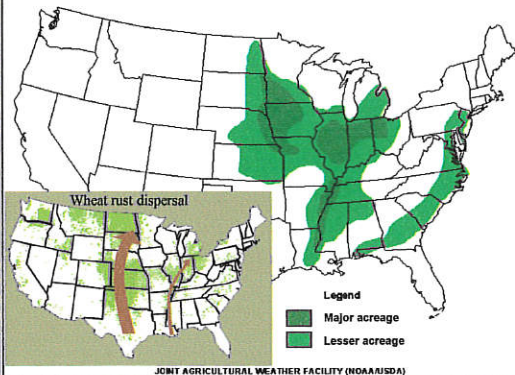 Wheat rust dispersal
Legend
Major acreage
Lesser acreage
JOINT AGRICULTURAL WEATHER FACILITY (NOAA/USDA)